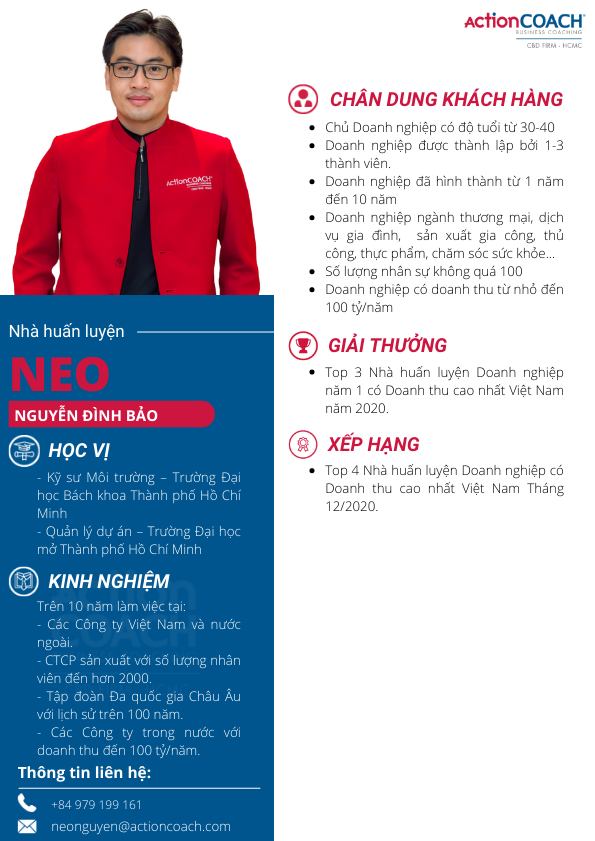 ActionCOACH
BUSINESS COACHING
CBD FIRM - HCMC
ActionCOACH
Nhà huấn luyện
NEO
NGUYỄN ĐÌNH BẢO
HỌC VỊ
- Kỹ sư Môi trường – Trường Đại
học Bách khoa Thành phố Hồ Chí
Minh
- Quản lý dự án – Trường Đại học
mở Thành phố Hồ Chí Minh
KINH NGHIỆM
Trên 10 năm làm việc tại:
- Các Công ty Việt Nam và nước
ngoài.
- CTCP sản xuất với số lượng nhân
viên đến hơn 2000.
- Tập đoàn Đa quốc gia Châu Âu
với lịch sử trên 100 năm.
- Các Công ty trong nước với
doanh thu đến 100 tỷ/năm.
Thông tin liên hệ:
+84 979 199 161
neonguyen@actioncoach.com
CHÂN DUNG KHÁCH HÀNG
• Chủ Doanh nghiệp có độ tuổi từ 30-40
• Doanh nghiệp được thành lập bởi 1-3
thành viên.
• Doanh nghiệp đã hình thành từ 1 năm
đến 10 năm
• Doanh nghiệp ngành thương mại, dịch
vụ gia đình, sản xuất gia công, thủ
công, thực phẩm, chăm sóc sức khỏe...
• Số lượng nhân sự không quá 100
• Doanh nghiệp có doanh thu từ nhỏ đến
100 tỷ/năm
GIẢI THƯỞNG
• Top 3 Nhà huấn luyện Doanh nghiệp
năm 1 có Doanh thu cao nhất Việt Nam
năm 2020.
XẾP HẠNG
• Top 4 Nhà huấn luyện Doanh nghiệp có
Doanh thu cao nhất Việt Nam Tháng
12/2020.